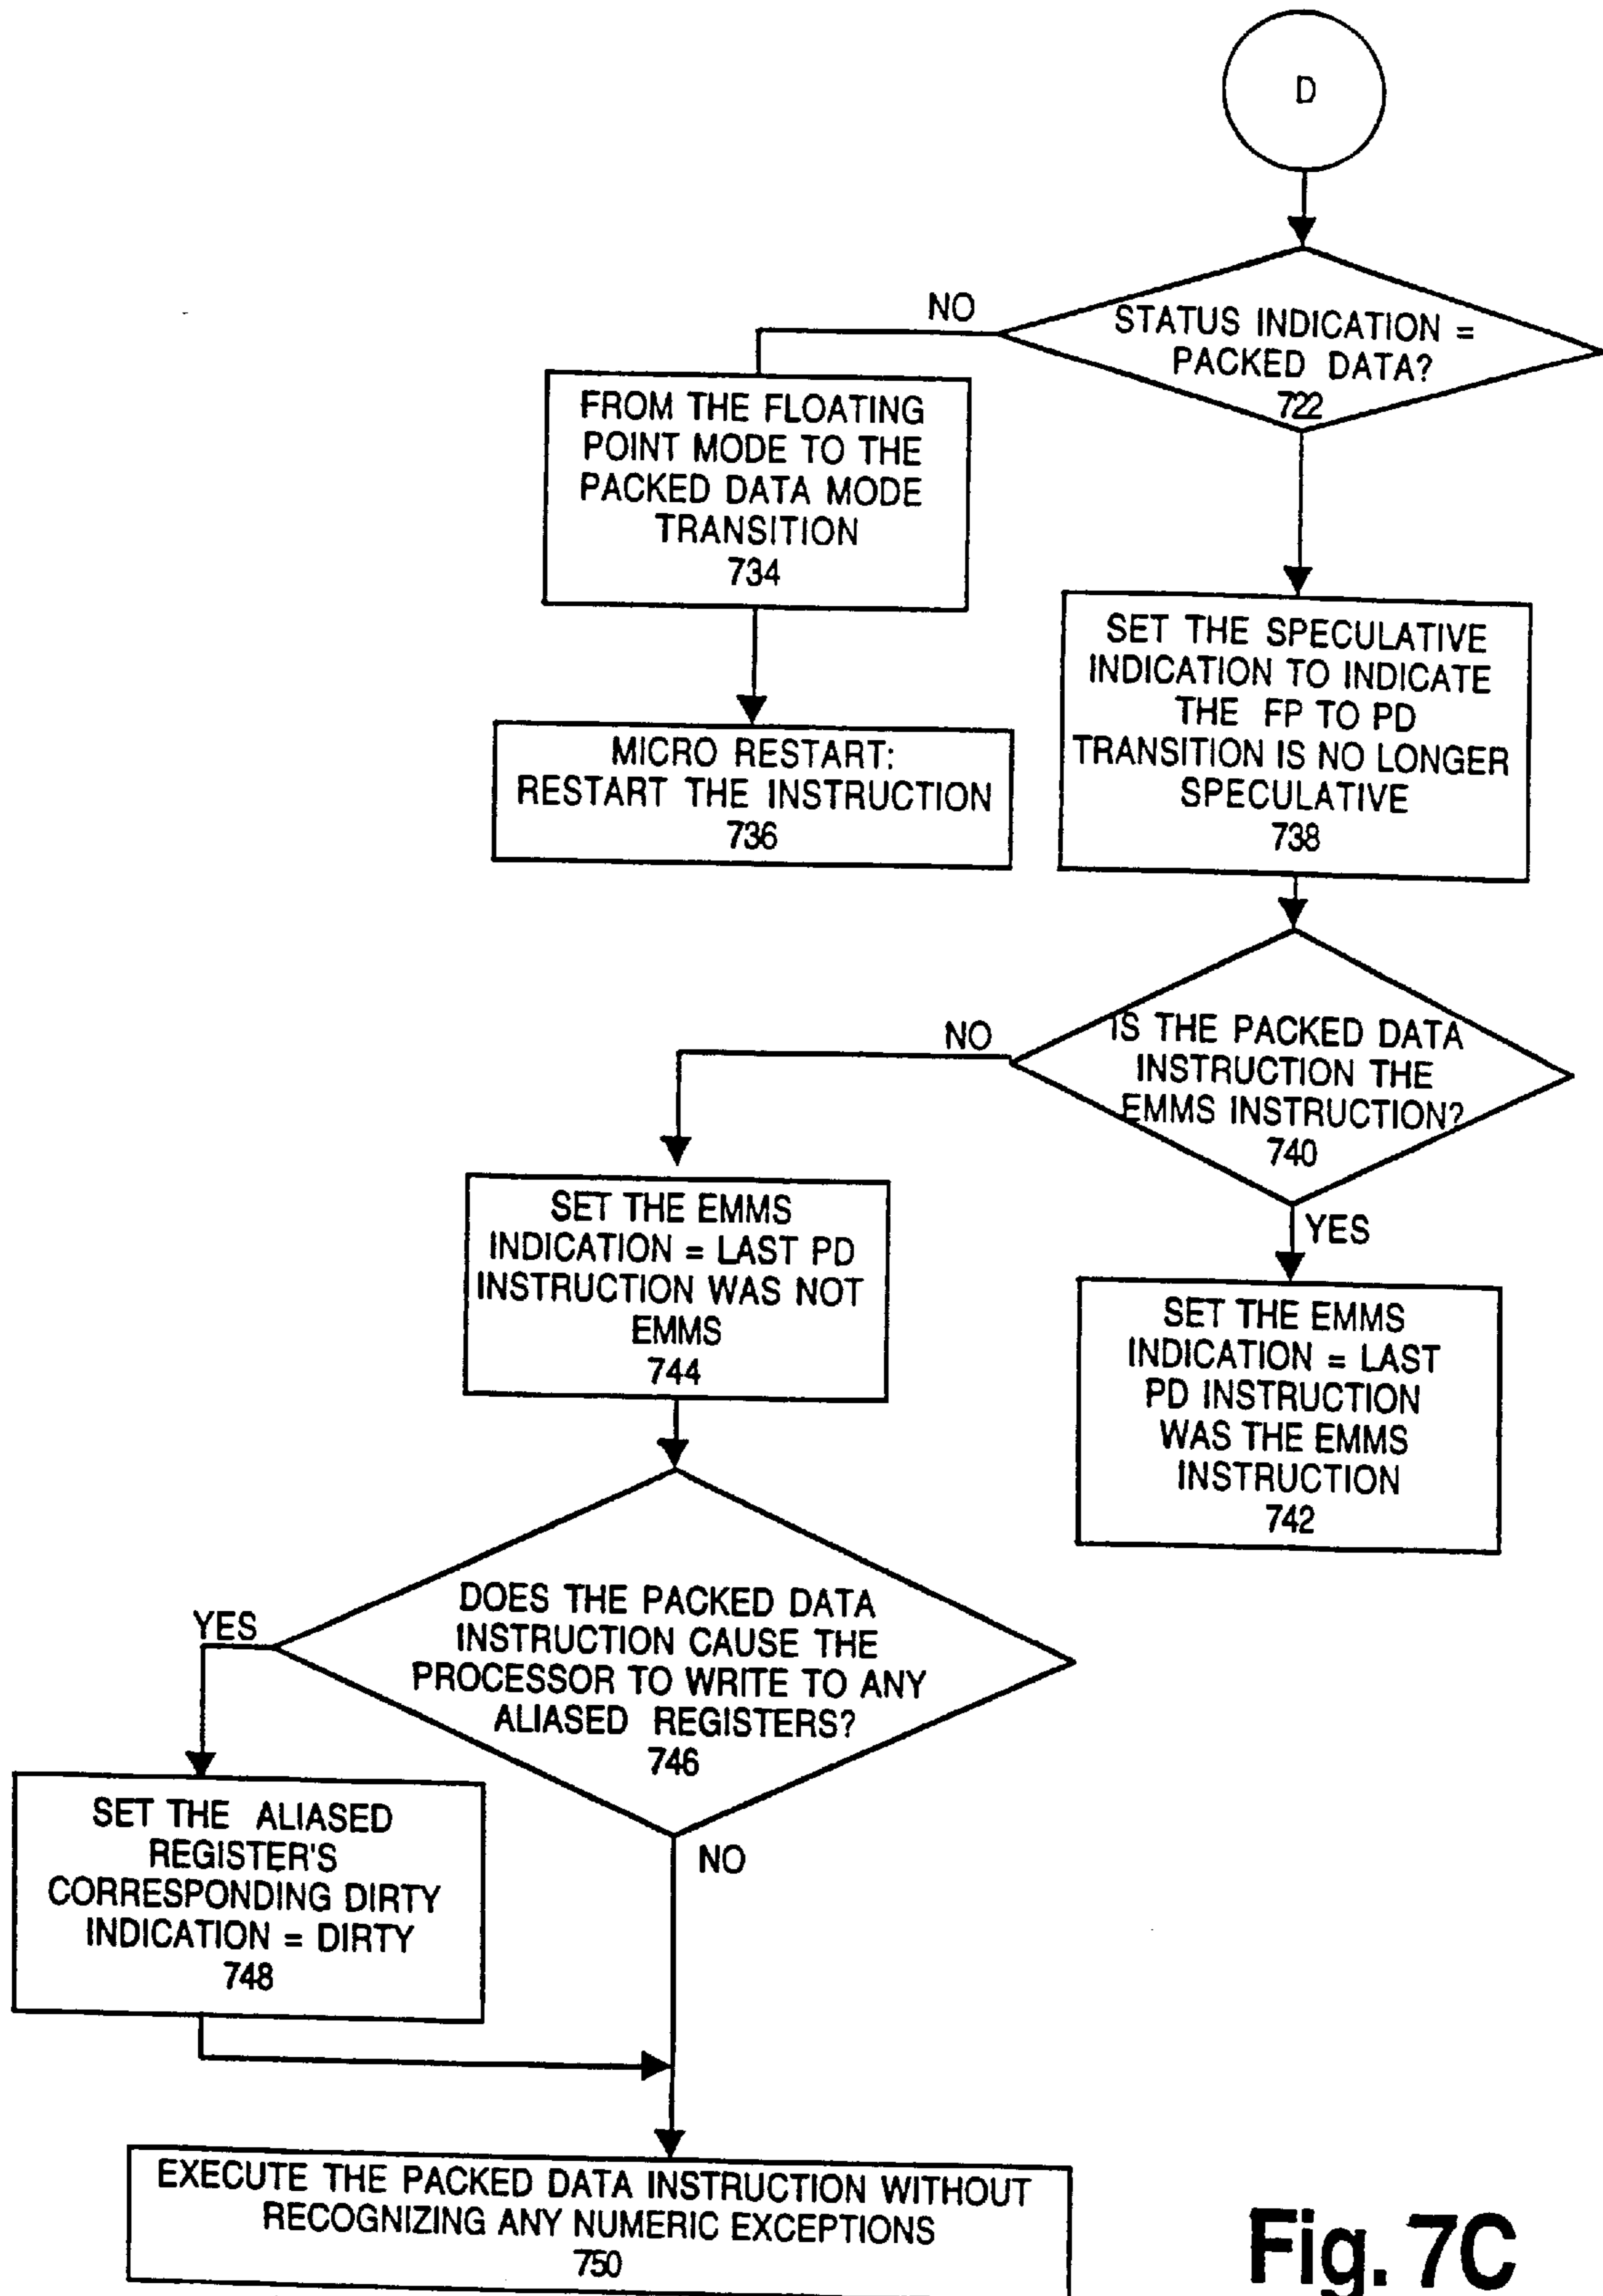 D
NO
STATUS INDICATION =
PACKED DATA?
722
FROM THE FLOATING
POINT MODE TO THE
PACKED DATA MODE
TRANSITION
734
SET THE SPECULATIVE
INDICATION TO INDICATE
THE FP TO PD
TRANSITION IS NO LONGER
SPECULATIVE
738
MICRO RESTART:
RESTART THE INSTRUCTION
736
NO
IS THE PACKED DATA
INSTRUCTION THE
EMMS INSTRUCTION?
740
YES
SET THE EMMS
INDICATION = LAST PD
INSTRUCTION WAS NOT
EMMS
744
SET THE EMMS
INDICATION = LAST
PD INSTRUCTION
WAS THE EMMS
INSTRUCTION
742
YES
DOES THE PACKED DATA
INSTRUCTION CAUSE THE
PROCESSOR TO WRITE TO ANY
ALIASED REGISTERS?
746
NO
SET THE ALIASED
REGISTER'S
CORRESPONDING DIRTY
INDICATION = DIRTY
748
EXECUTE THE PACKED DATA INSTRUCTION WITHOUT
RECOGNIZING ANY NUMERIC EXCEPTIONS
750
Fig. 7C